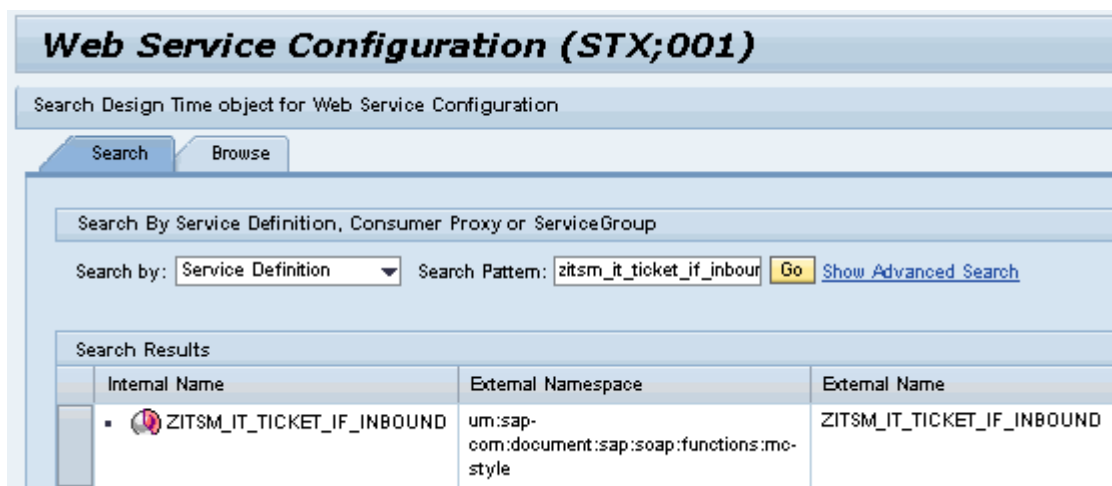 Web Service Configuration (STX;001)
Search Design Time object for Web Service Configuration
Search Browse
Search By Service Definition, Consumer Proxy or ServiceGroup
Search by: Service Definition Search Pattern: zitsm_it_ticket_if_inbour Go Show Advanced Search
Search Results
Internal Name External Namespace External Name
ZITSM_IT_TICKET_IF_INBOUND urn:sap- ZITSM_IT_TICKET_IF_INBOUND
com:document:sap:soap:functions:mc-
style